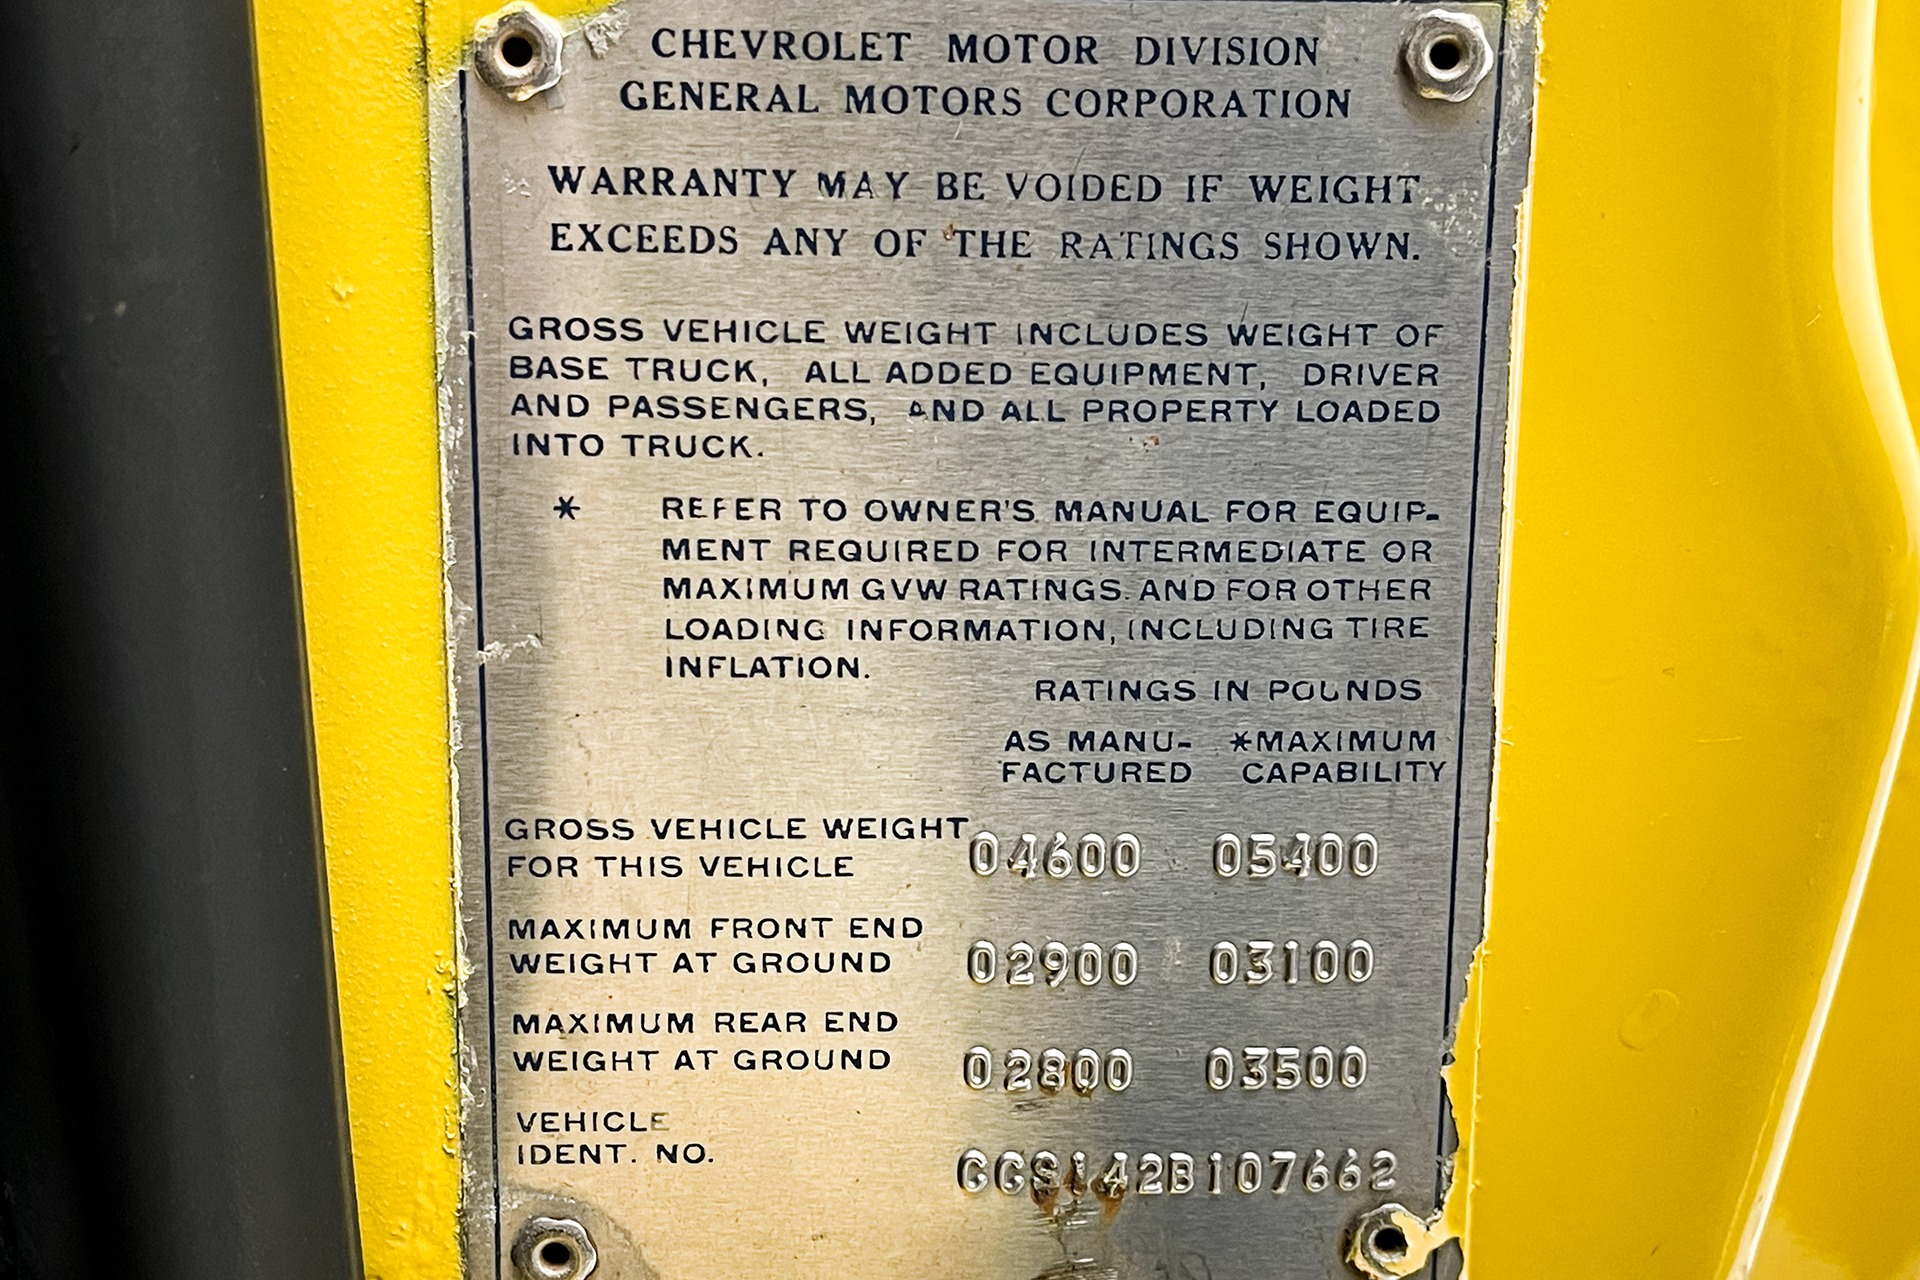 CHEVROLET MOTOR DIVISION
GENERAL MOTORS CORPORATION
WARRANTY MAY BE VOIDED IF WEIGHT
EXCEEDS ANY OF THE RATINGS SHOWN.
GROSS VEHICLE WEIGHT INCLUDES WEIGHT OF
BASE TRUCK, ALL ADDED EQUIPMENT, DRIVER
AND PASSENGERS, AND ALL PROPERTY LOADED
INTO TRUCK.
* REFER TO OWNER'S MANUAL FOR EQUIP-
MENT REQUIRED FOR INTERMEDIATE OR
MAXIMUM GVW RATINGS. AND FOR OTHER
LOADING INFORMATION, INCLUDING TIRE
INFLATION.
RATINGS IN POUNDS
AS MANU- *MAXIMUM
FACTURED CAPABILITY
GROSS VEHICLE WEIGHT
FOR THIS VEHICLE 04600 05400
MAXIMUM FRONT END
WEIGHT AT GROUND 02900 03100
MAXIMUM REAR END
WEIGHT AT GROUND 02800 03500
VEHICLE
IDENT. NO. CCS142B107662